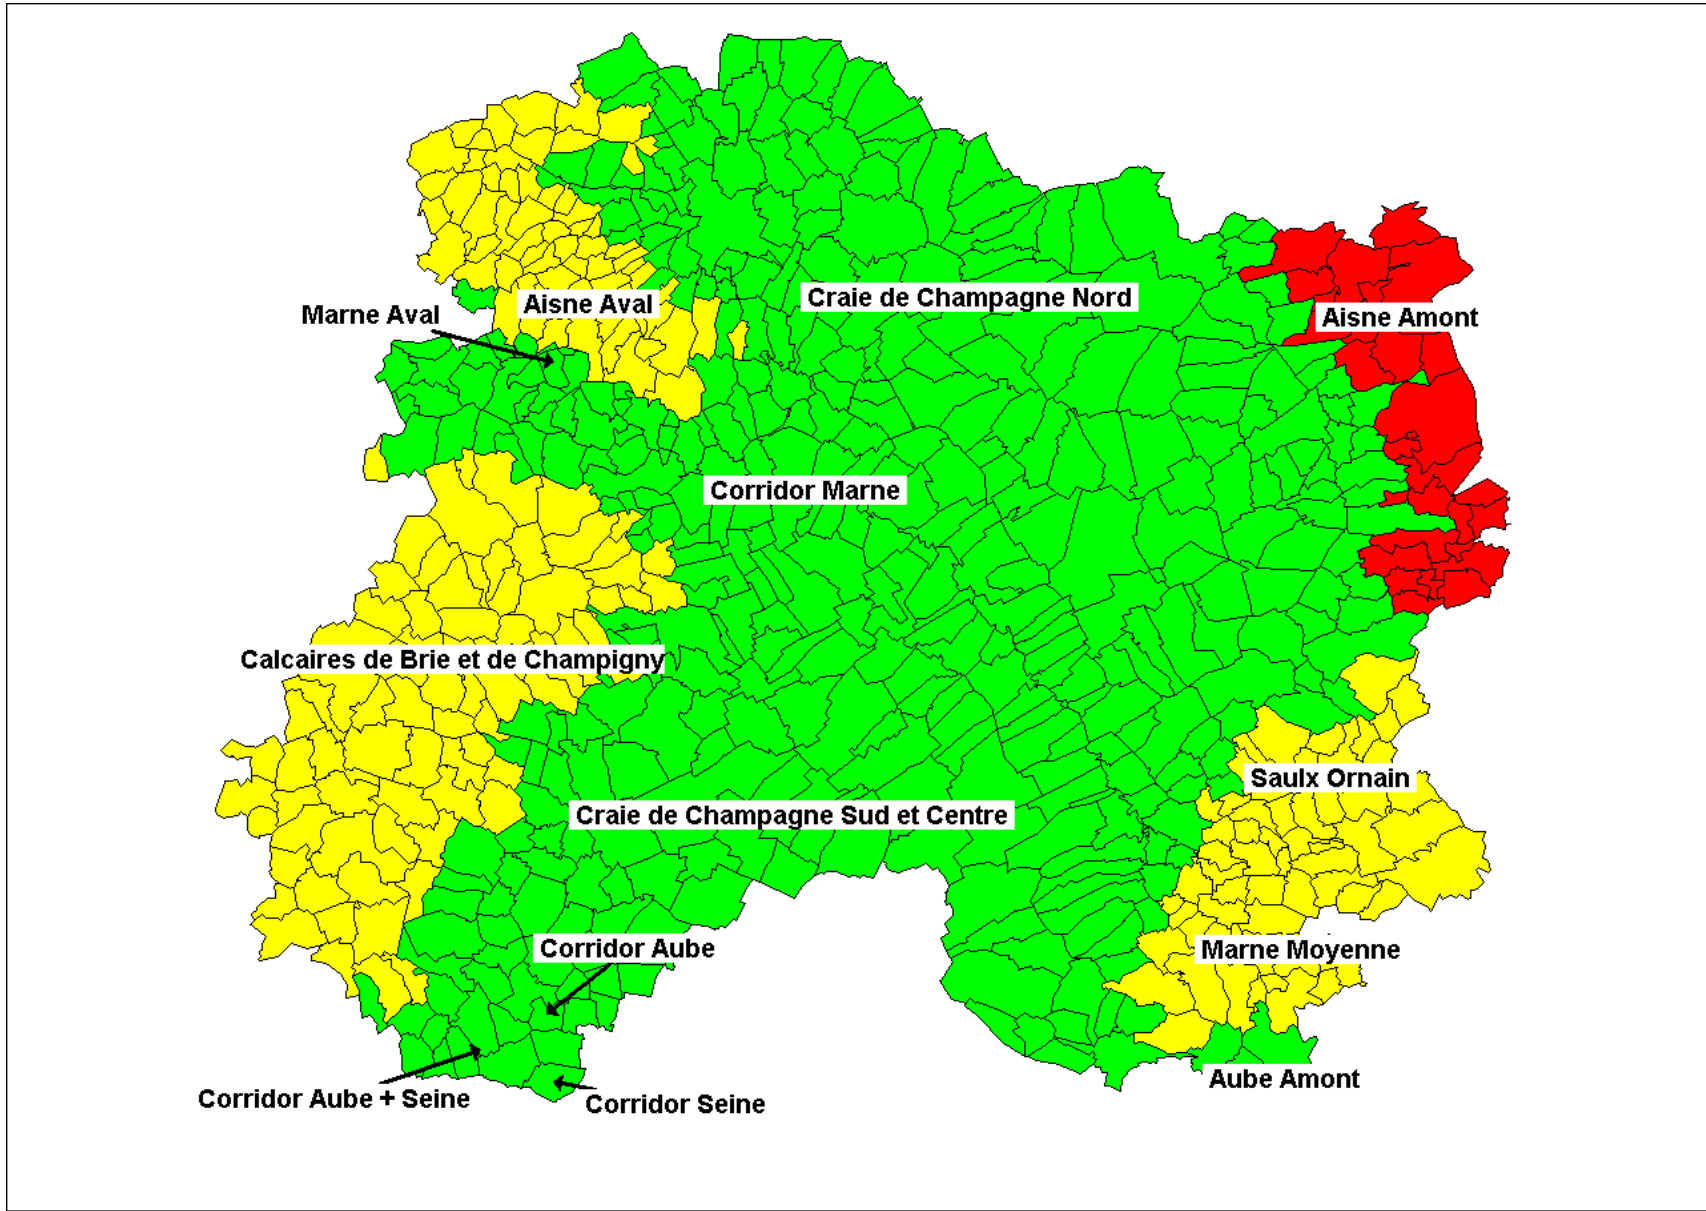 Craie de Champagne Nord
Marne Aval
Aisne Aval
Aisne Amont
Corridor Marne
Calcaires de Brie et de Champigny
Saulx Ornain
Craie de Champagne Sud et Centre
Corridor Aube
Marne Moyenne
Aube Amont
Corridor Aube + Seine
Corridor Seine